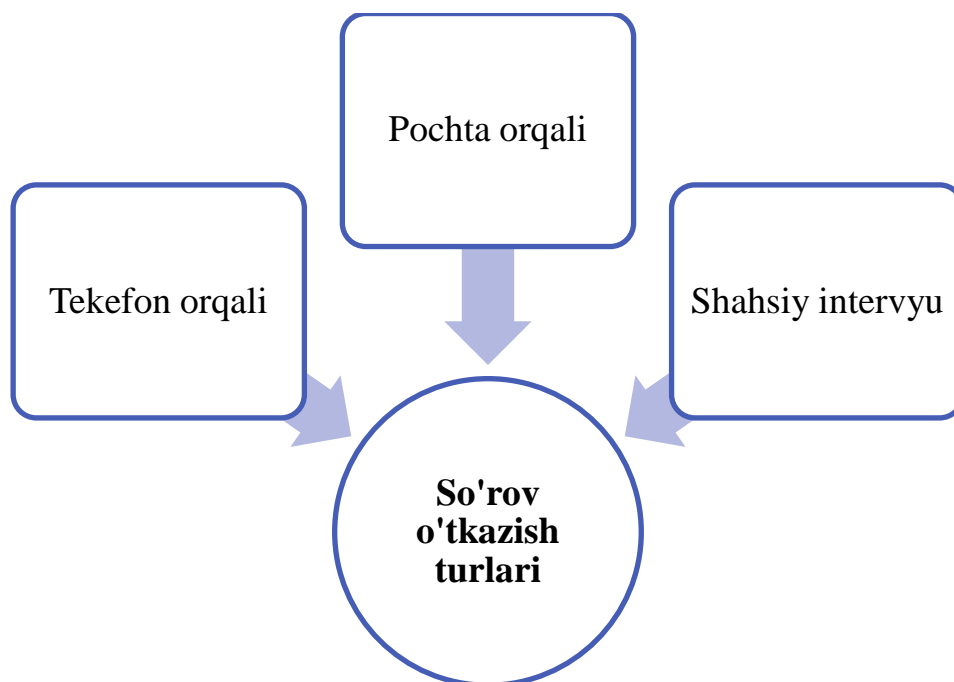 Pochta orqali
Tekefon orqali
Shahsiy intervyu
So'rov
o'tkazish
turlari